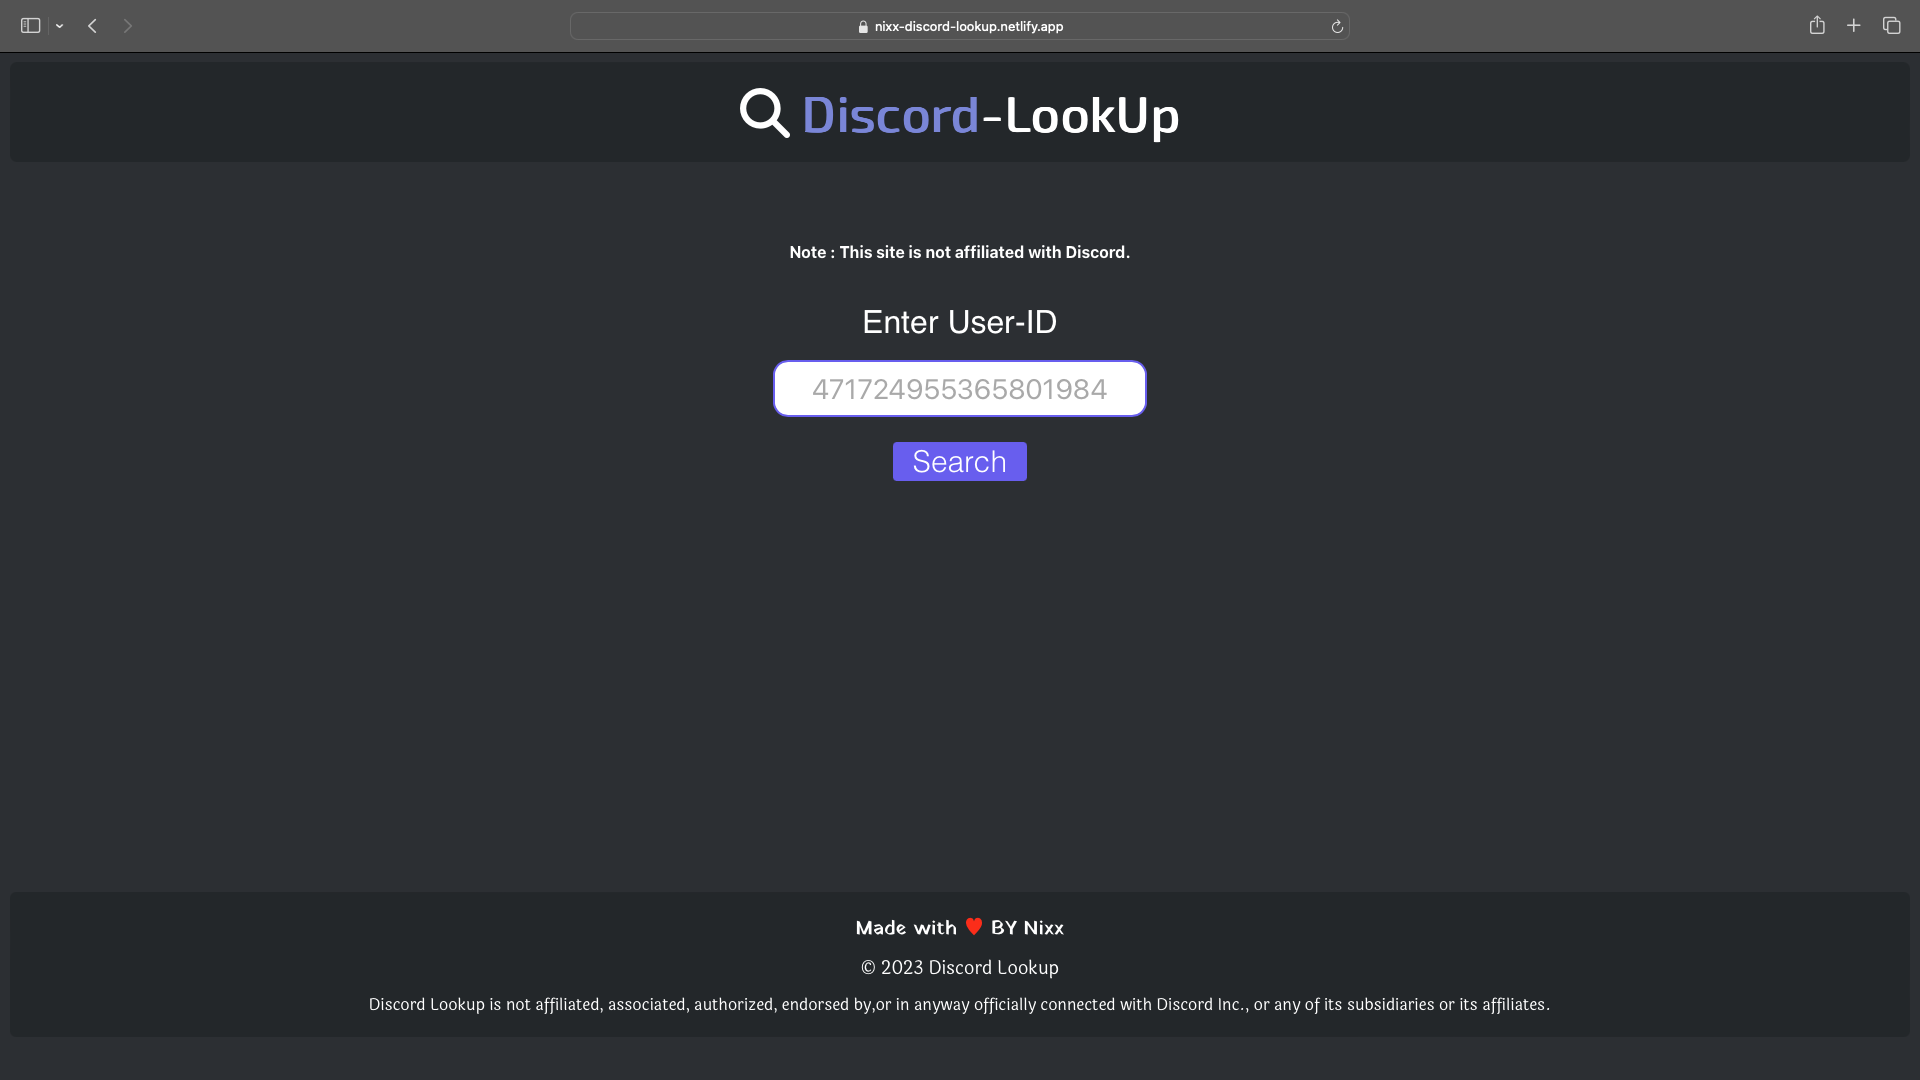 nixx-discord-lookup.netlify.app
Discord-LookUp
Note : This site is not affiliated with Discord.
Enter User-ID
471724955365801984
Search
Made with ♥ BY Nixx
© 2023 Discord Lookup
Discord Lookup is not affiliated, associated, authorized, endorsed by,or in anyway officially connected with Discord Inc., or any of its subsidiaries or its affiliates.